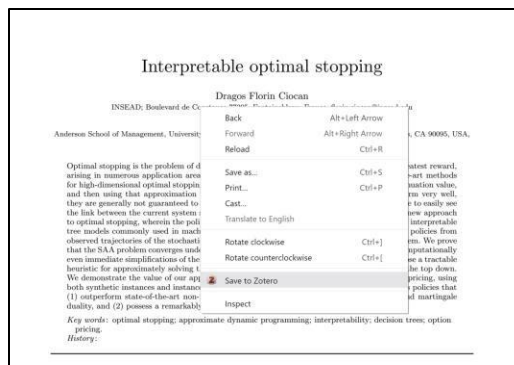 Interpretable optimal stopping
Dragos Florin Ciocan
INSEAD; Boulevard de
Anderson School of Management, University
, CA 90095, USA,
Optimal stopping is the problem of d
eatest reward,
arising in numerous application area
-art methods
for high-dimensional optimal stoppin
uation value,
and then using that approximation
rm very well,
they are generally not guaranteed to
e to easily see
the link between the current system
new approach
to optimal stopping, wherein the poli
interpretable
tree models commonly used in mach
policies from
observed trajectories of the stochasti
em. We prove
that the SAA problem converges unde
mputationally
even immediate simplifications of the
se a tractable
heuristic for approximately solving t
the top down.
We demonstrate the value of our app
pricing, using
both synthetic instances and instanc
policies that
(1) outperform state-of-the-art non-
nd martingale
duality, and (2) possess a remarkabl
Key words: optimal stopping; approximate dynamic programming; interpretability; decision trees; option
pricing.
History:
Back Alt+Left Arrow
Forward Alt+Right Arrow
Reload Ctrl+R
Save as... Ctrl+S
Print... Ctrl+P
Cast...
Translate to English
Rotate clockwise Ctrl+]
Rotate counterclockwise Ctrl+[
Save to Zotero
Inspect